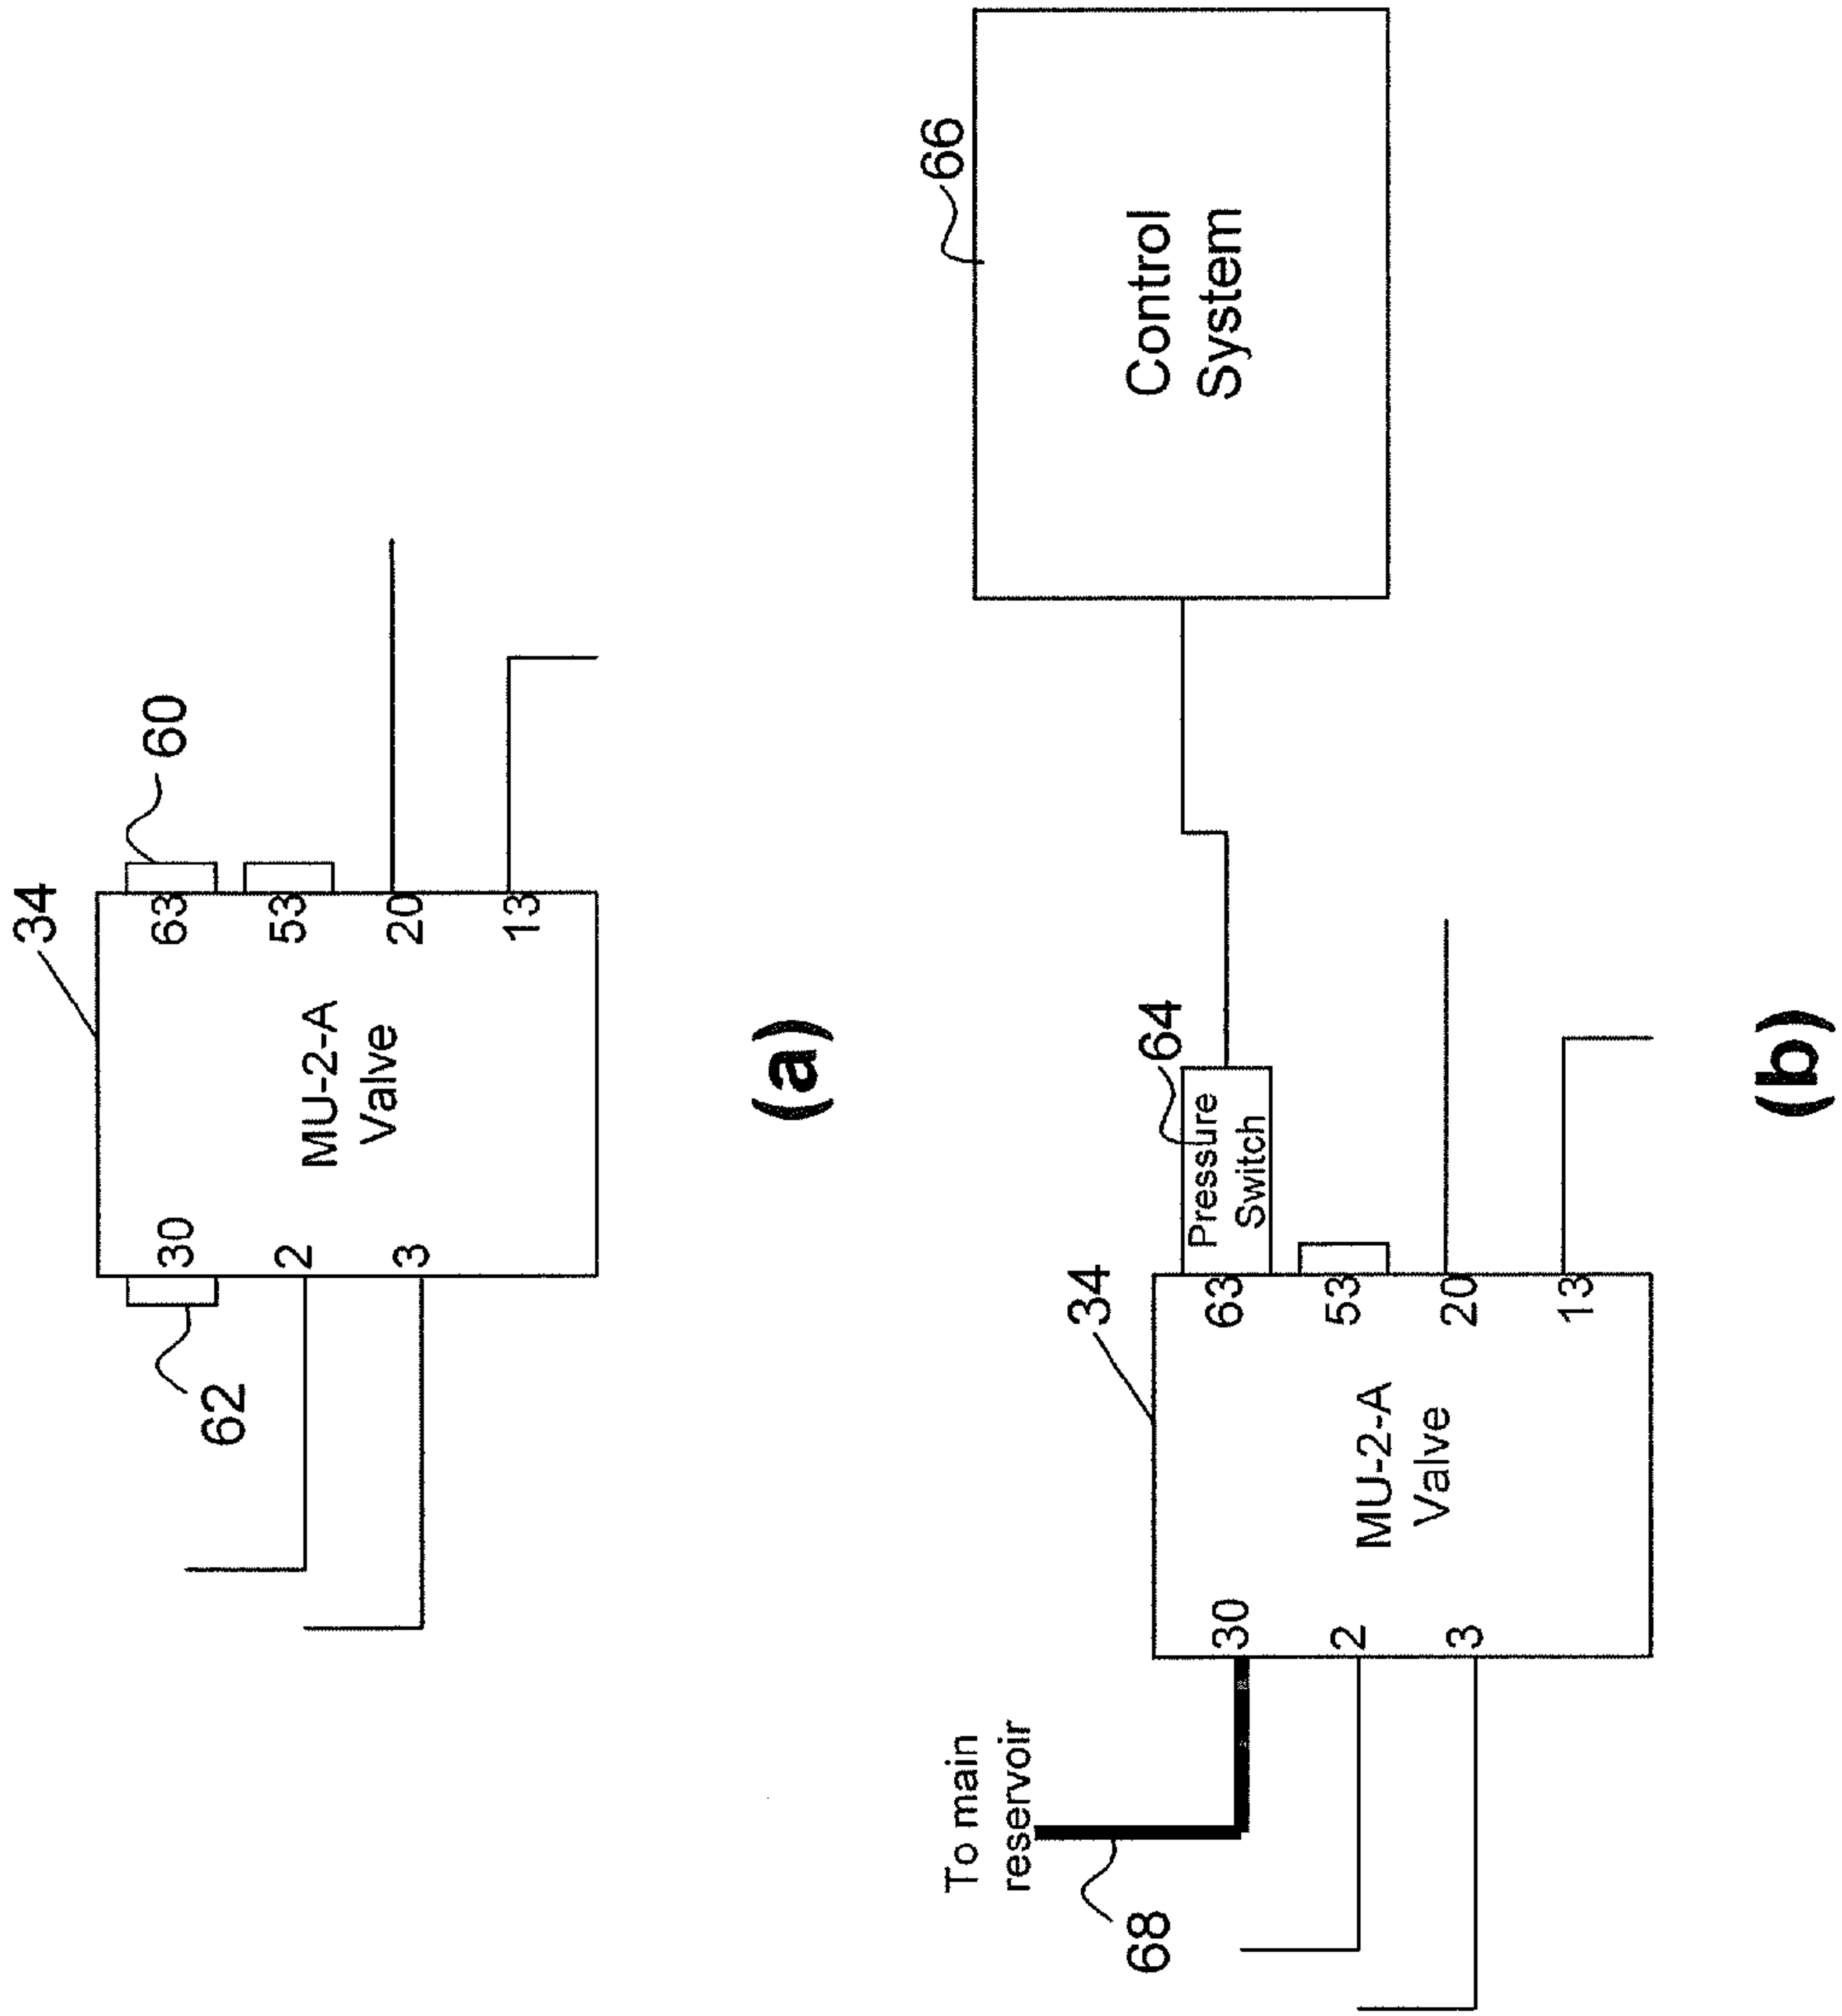 34
60
62
30
2
3
63
53
20
13
MU-2-A
Valve
(a)
66
Control
System
64
Pressure
Switch
34
To main
reservoir
68
30
2
3
63
53
20
13
MU-2-A
Valve
(b)